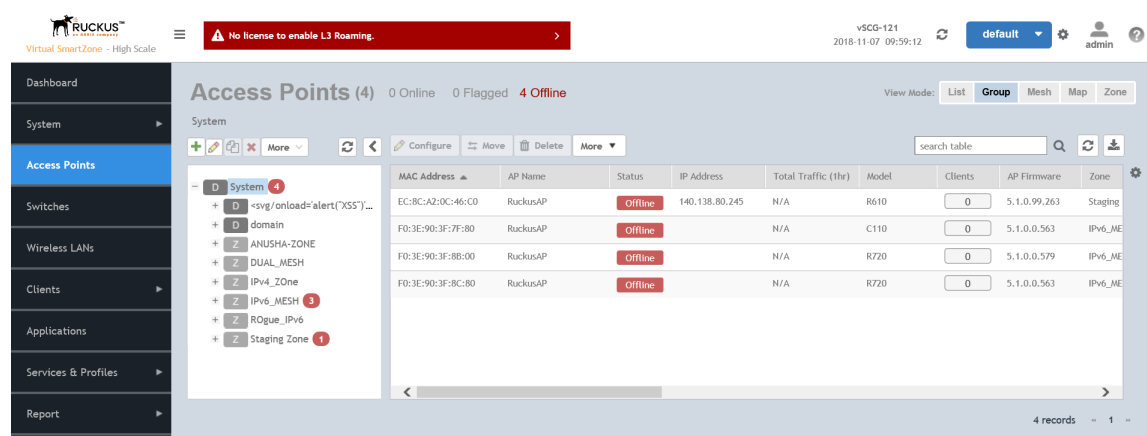 RUCKUS™
an ARRIS company
Virtual SmartZone - High Scale
No license to enable L3 Roaming.
vSCG-121
2018-11-07 09:59:12
default
admin
Dashboard
System
Access Points
Switches
Wireless LANs
Clients
Applications
Services & Profiles
Report
Access Points (4) 0 Online 0 Flagged 4 Offline
View Mode: List Group Mesh Map Zone
System
More
Configure Move Delete More
search table
D System 4
D <svg/onload='alert("XSS")'...
D domain
Z ANUSHA-ZONE
Z DUAL_MESH
Z IPv4_ZOne
Z IPv6_MESH 3
Z ROgue_IPv6
Z Staging Zone 1
MAC Address AP Name Status IP Address Total Traffic (1hr) Model Clients AP Firmware Zone
EC:8C:A2:0C:46:C0 RuckusAP Offline 140.138.80.245 N/A R610 0 5.1.0.99.263 Staging
F0:3E:90:3F:7F:80 RuckusAP Offline N/A C110 0 5.1.0.0.563 IPv6_ME
F0:3E:90:3F:8B:00 RuckusAP Offline N/A R720 0 5.1.0.0.579 IPv6_ME
F0:3E:90:3F:8C:80 RuckusAP Offline N/A R720 0 5.1.0.0.563 IPv6_ME
4 records « 1 »